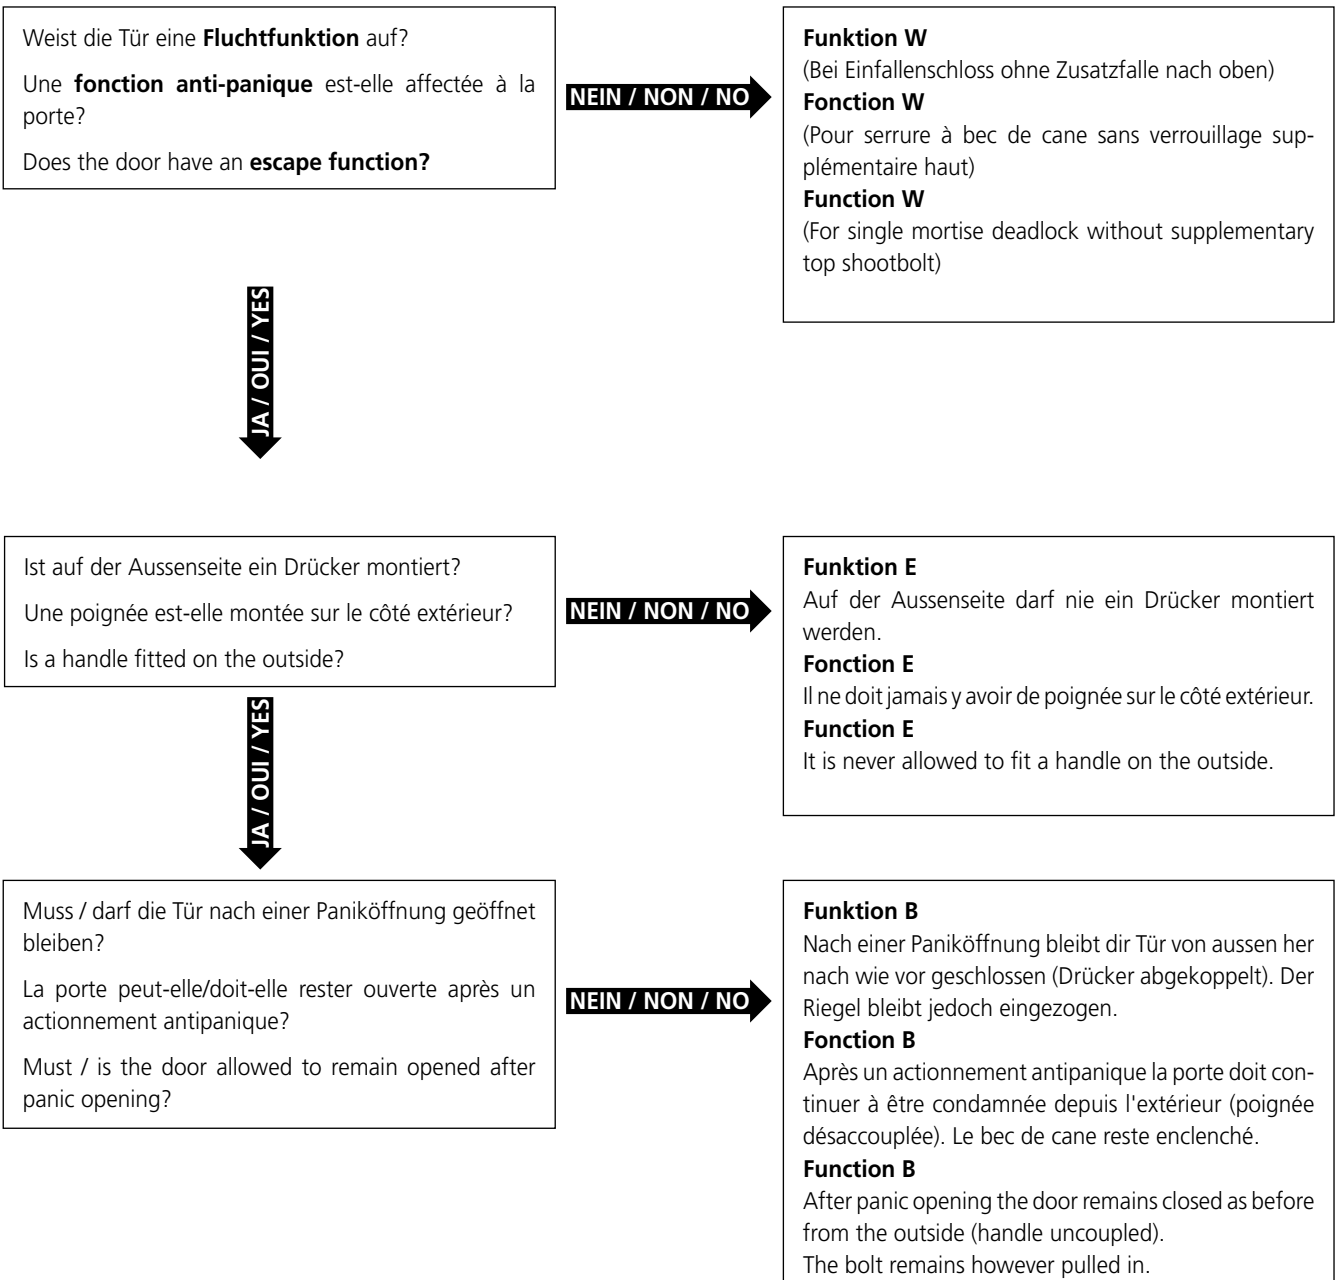 Weist die Tür eine Fluchtfunktion auf?
Une fonction anti-panique est-elle affectée à la
porte?
Does the door have an escape function?
NEIN / NON / NO
Funktion W
(Bei Einfallenschloss ohne Zusatzfalle nach oben)
Fonction W
(Pour serrure à bec de cane sans verrouillage sup-
plémentaire haut)
Function W
(For single mortise deadlock without supplementary
top shootbolt)
JA / OUI / YES
Ist auf der Aussenseite ein Drücker montiert?
Une poignée est-elle montée sur le côté extérieur?
Is a handle fitted on the outside?
NEIN / NON / NO
Funktion E
Auf der Aussenseite darf nie ein Drücker montiert
werden.
Fonction E
Il ne doit jamais y avoir de poignée sur le côté extérieur.
Function E
It is never allowed to fit a handle on the outside.
JA / OUI / YES
Muss / darf die Tür nach einer Paniköffnung geöffnet
bleiben?
La porte peut-elle/doit-elle rester ouverte après un
actionnement antipanique?
Must / is the door allowed to remain opened after
panic opening?
NEIN / NON / NO
Funktion B
Nach einer Paniköffnung bleibt dir Tür von aussen her
nach wie vor geschlossen (Drücker abgekoppelt). Der
Riegel bleibt jedoch eingezogen.
Fonction B
Après un actionnement antipanique la porte doit con-
tinuer à être condamnée depuis l'extérieur (poignée
désaccouplée). Le bec de cane reste enclenché.
Function B
After panic opening the door remains closed as before
from the outside (handle uncoupled).
The bolt remains however pulled in.